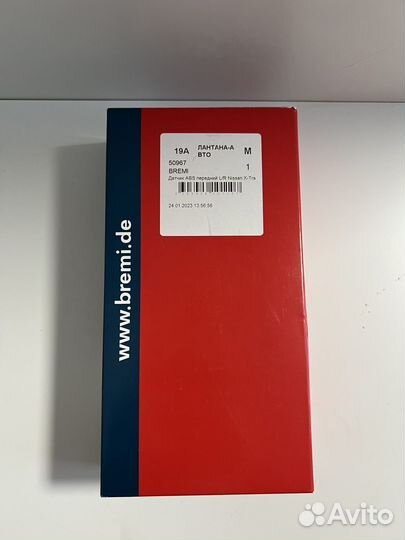 19A ЛАНТАНА-А ВТО М
50967
BREMI 1
Датчик ABS передний L/R Nissan X-Tra
24.01.2023 13:56:56
www.bremi.de
Avito